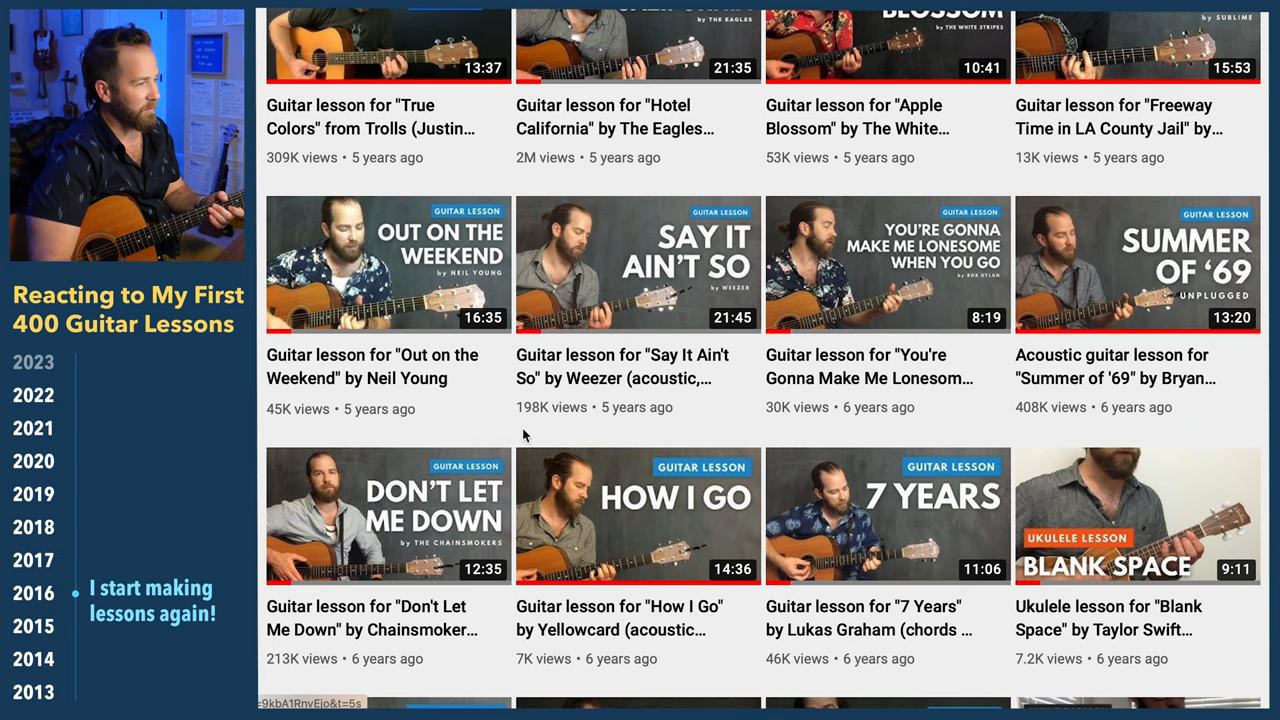 Reacting to My First
400 Guitar Lessons
2023
2022
2021
2020
2019
2018
2017
2016
I start making
lessons again!
2015
2014
2013
by THE EAGLES
BLOSSOM
by THE WHITE STRIPES
by SUBLIME
13:37
21:35
10:41
15:53
Guitar lesson for "True
Colors" from Trolls (Justin...
309K views • 5 years ago
Guitar lesson for "Hotel
California" by The Eagles...
2M views • 5 years ago
Guitar lesson for "Apple
Blossom" by The White...
53K views • 5 years ago
Guitar lesson for "Freeway
Time in LA County Jail" by...
13K views • 5 years ago
GUITAR LESSON
OUT ON THE
WEEKEND
by NEIL YOUNG
16:35
Guitar lesson for "Out on the
Weekend" by Neil Young
45K views • 5 years ago
GUITAR LESSON
SAY IT
AIN'T SO
by WEEZER
21:45
Guitar lesson for "Say It Ain't
So" by Weezer (acoustic,...
198K views • 5 years ago
GUITAR LESSON
YOU'RE GONNA
MAKE ME LONESOME
WHEN YOU GO
by BOB DYLAN
8:19
Guitar lesson for "You're
Gonna Make Me Lonesom...
30K views • 6 years ago
GUITAR LESSON
SUMMER
OF '69
UNPLUGGED
13:20
Acoustic guitar lesson for
"Summer of '69" by Bryan...
408K views • 6 years ago
GUITAR LESSON
DON'T LET
ME DOWN
by THE CHAINSMOKERS
12:35
Guitar lesson for "Don't Let
Me Down" by Chainsmoker...
213K views • 6 years ago
GUITAR LESSON
HOW I GO
14:36
Guitar lesson for "How I Go"
by Yellowcard (acoustic...
7K views • 6 years ago
GUITAR LESSON
7 YEARS
11:06
Guitar lesson for "7 Years"
by Lukas Graham (chords ...
46K views • 6 years ago
UKULELE LESSON
BLANK SPACE
9:11
Ukulele lesson for "Blank
Space" by Taylor Swift...
7.2K views • 6 years ago
=9kbA1RnvEjo&t=5s